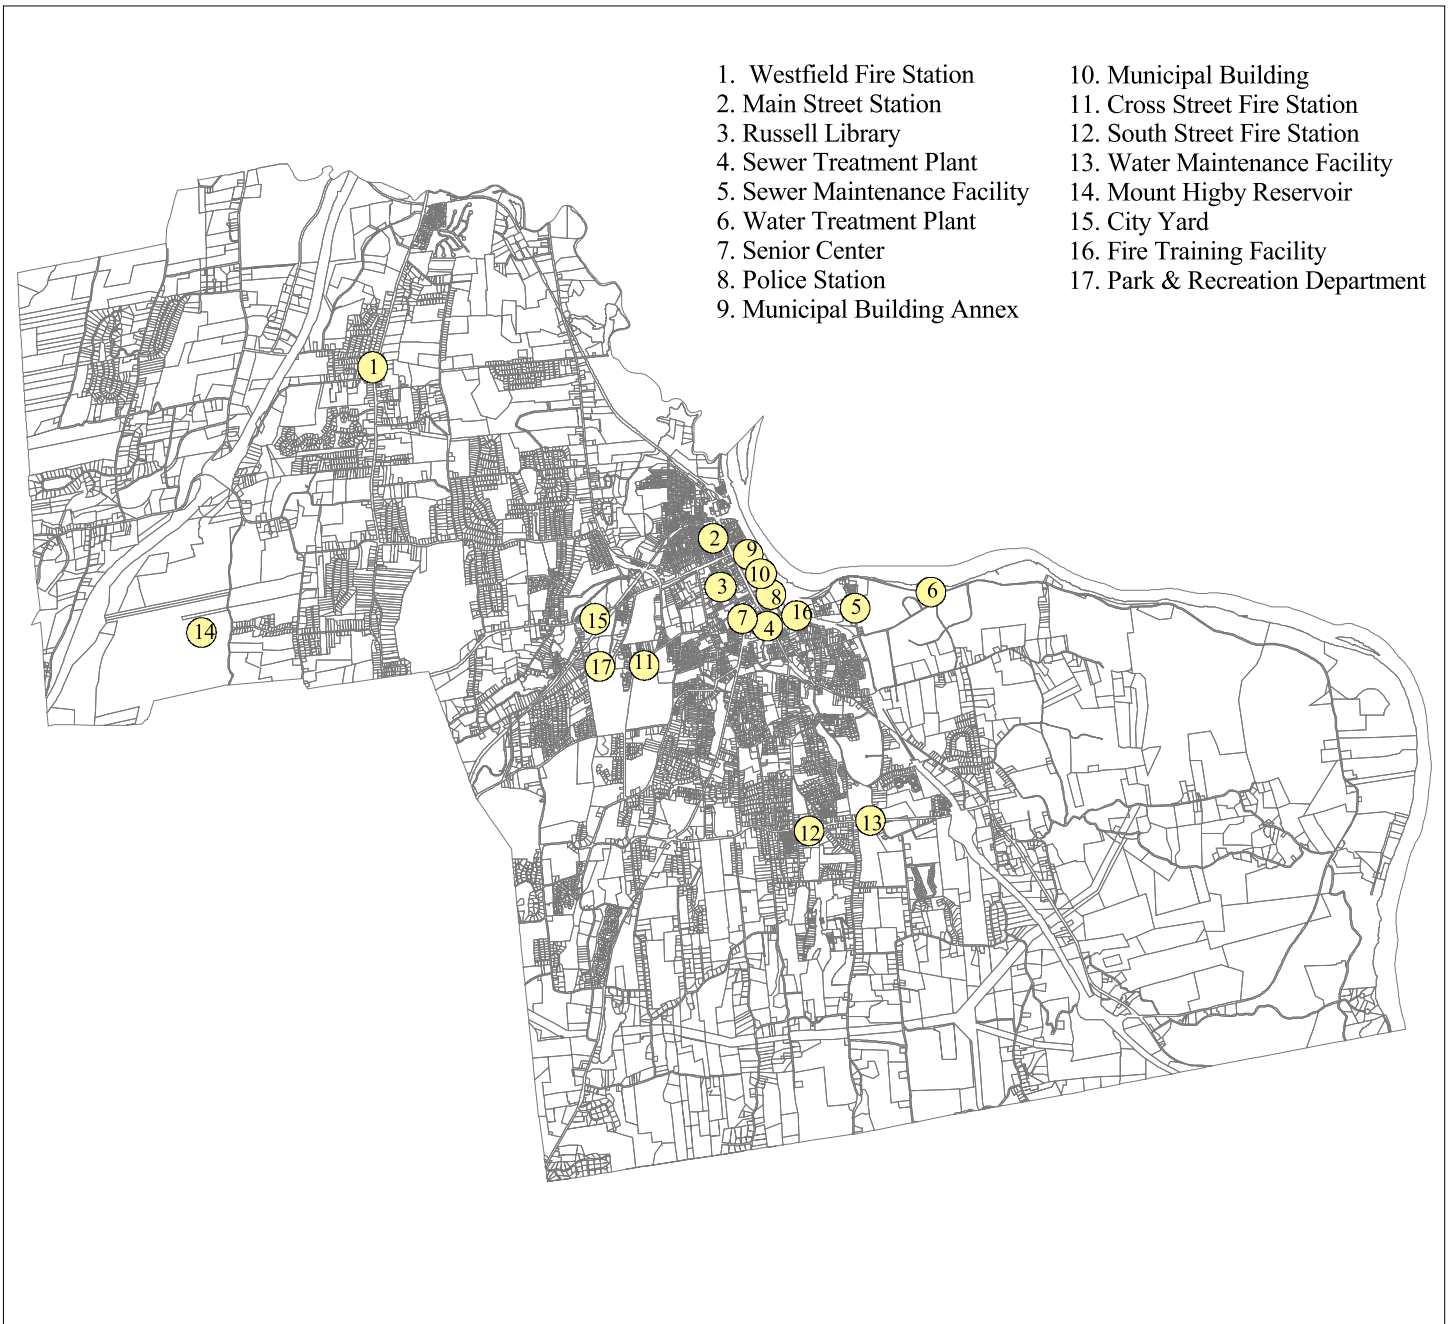 1. Westfield Fire Station
2. Main Street Station
3. Russell Library
4. Sewer Treatment Plant
5. Sewer Maintenance Facility
6. Water Treatment Plant
7. Senior Center
8. Police Station
9. Municipal Building Annex
10. Municipal Building
11. Cross Street Fire Station
12. South Street Fire Station
13. Water Maintenance Facility
14. Mount Higby Reservoir
15. City Yard
16. Fire Training Facility
17. Park & Recreation Department
1
2
9
10
3
8
6
5
16
7
4
15
14
17
11
13
12